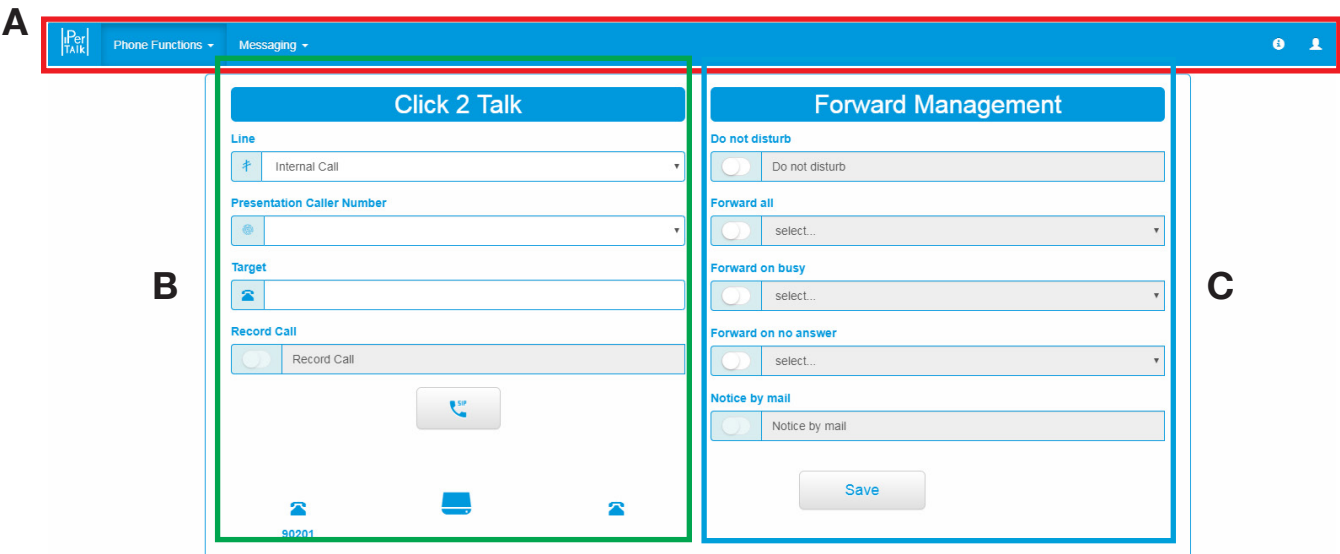 A
iPer
TAlk
Phone Functions
Messaging
Click 2 Talk
Line
Internal Call
Presentation Caller Number
Target
Record Call
Record Call
SIP
90201
B
Forward Management
Do not disturb
Do not disturb
Forward all
select...
Forward on busy
select...
Forward on no answer
select...
Notice by mail
Notice by mail
Save
C